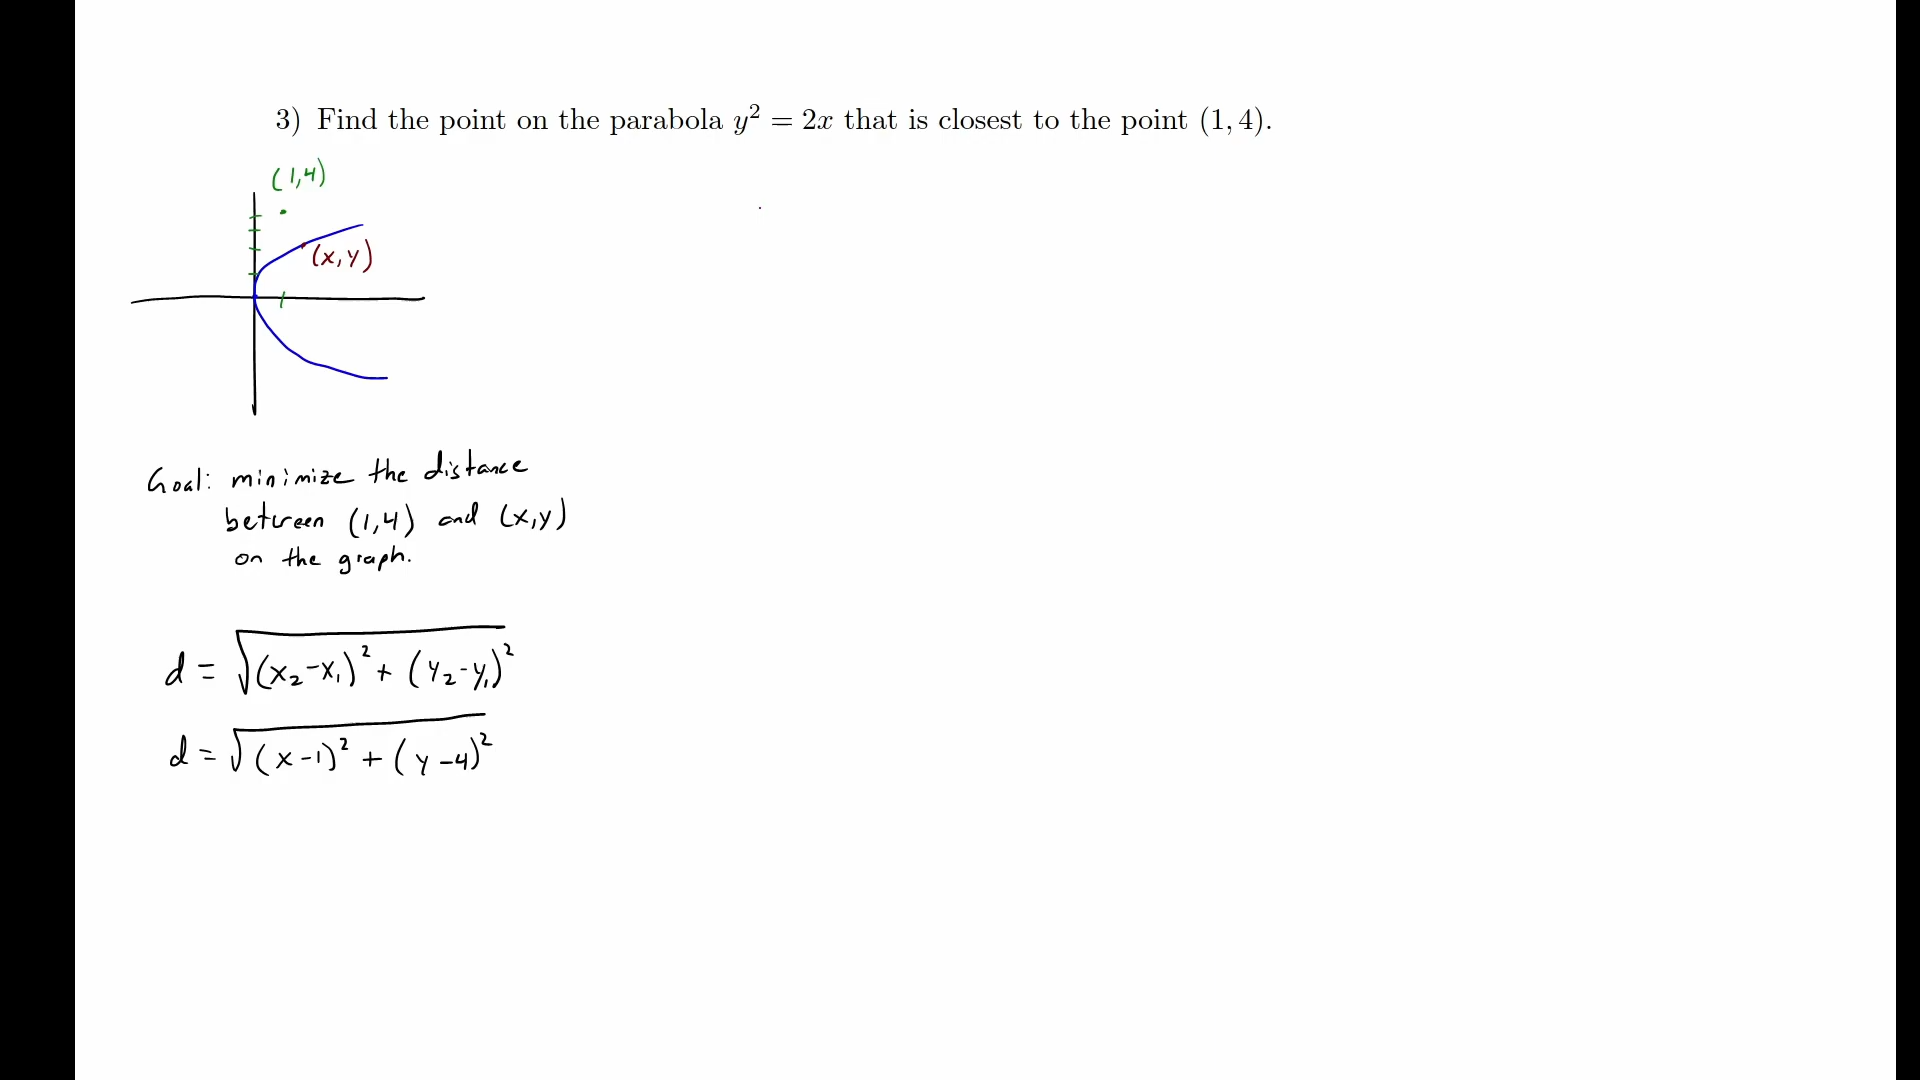 3) Find the point on the parabola y² = 2x that is closest to the point (1, 4).
(1,4)
(x,y)
Goal: minimize the distance
between (1,4) and (x,y)
on the graph.
d = √((x₂-x₁)² + (y₂-y₁)²)
d = √((x-1)² + (y-4)²)